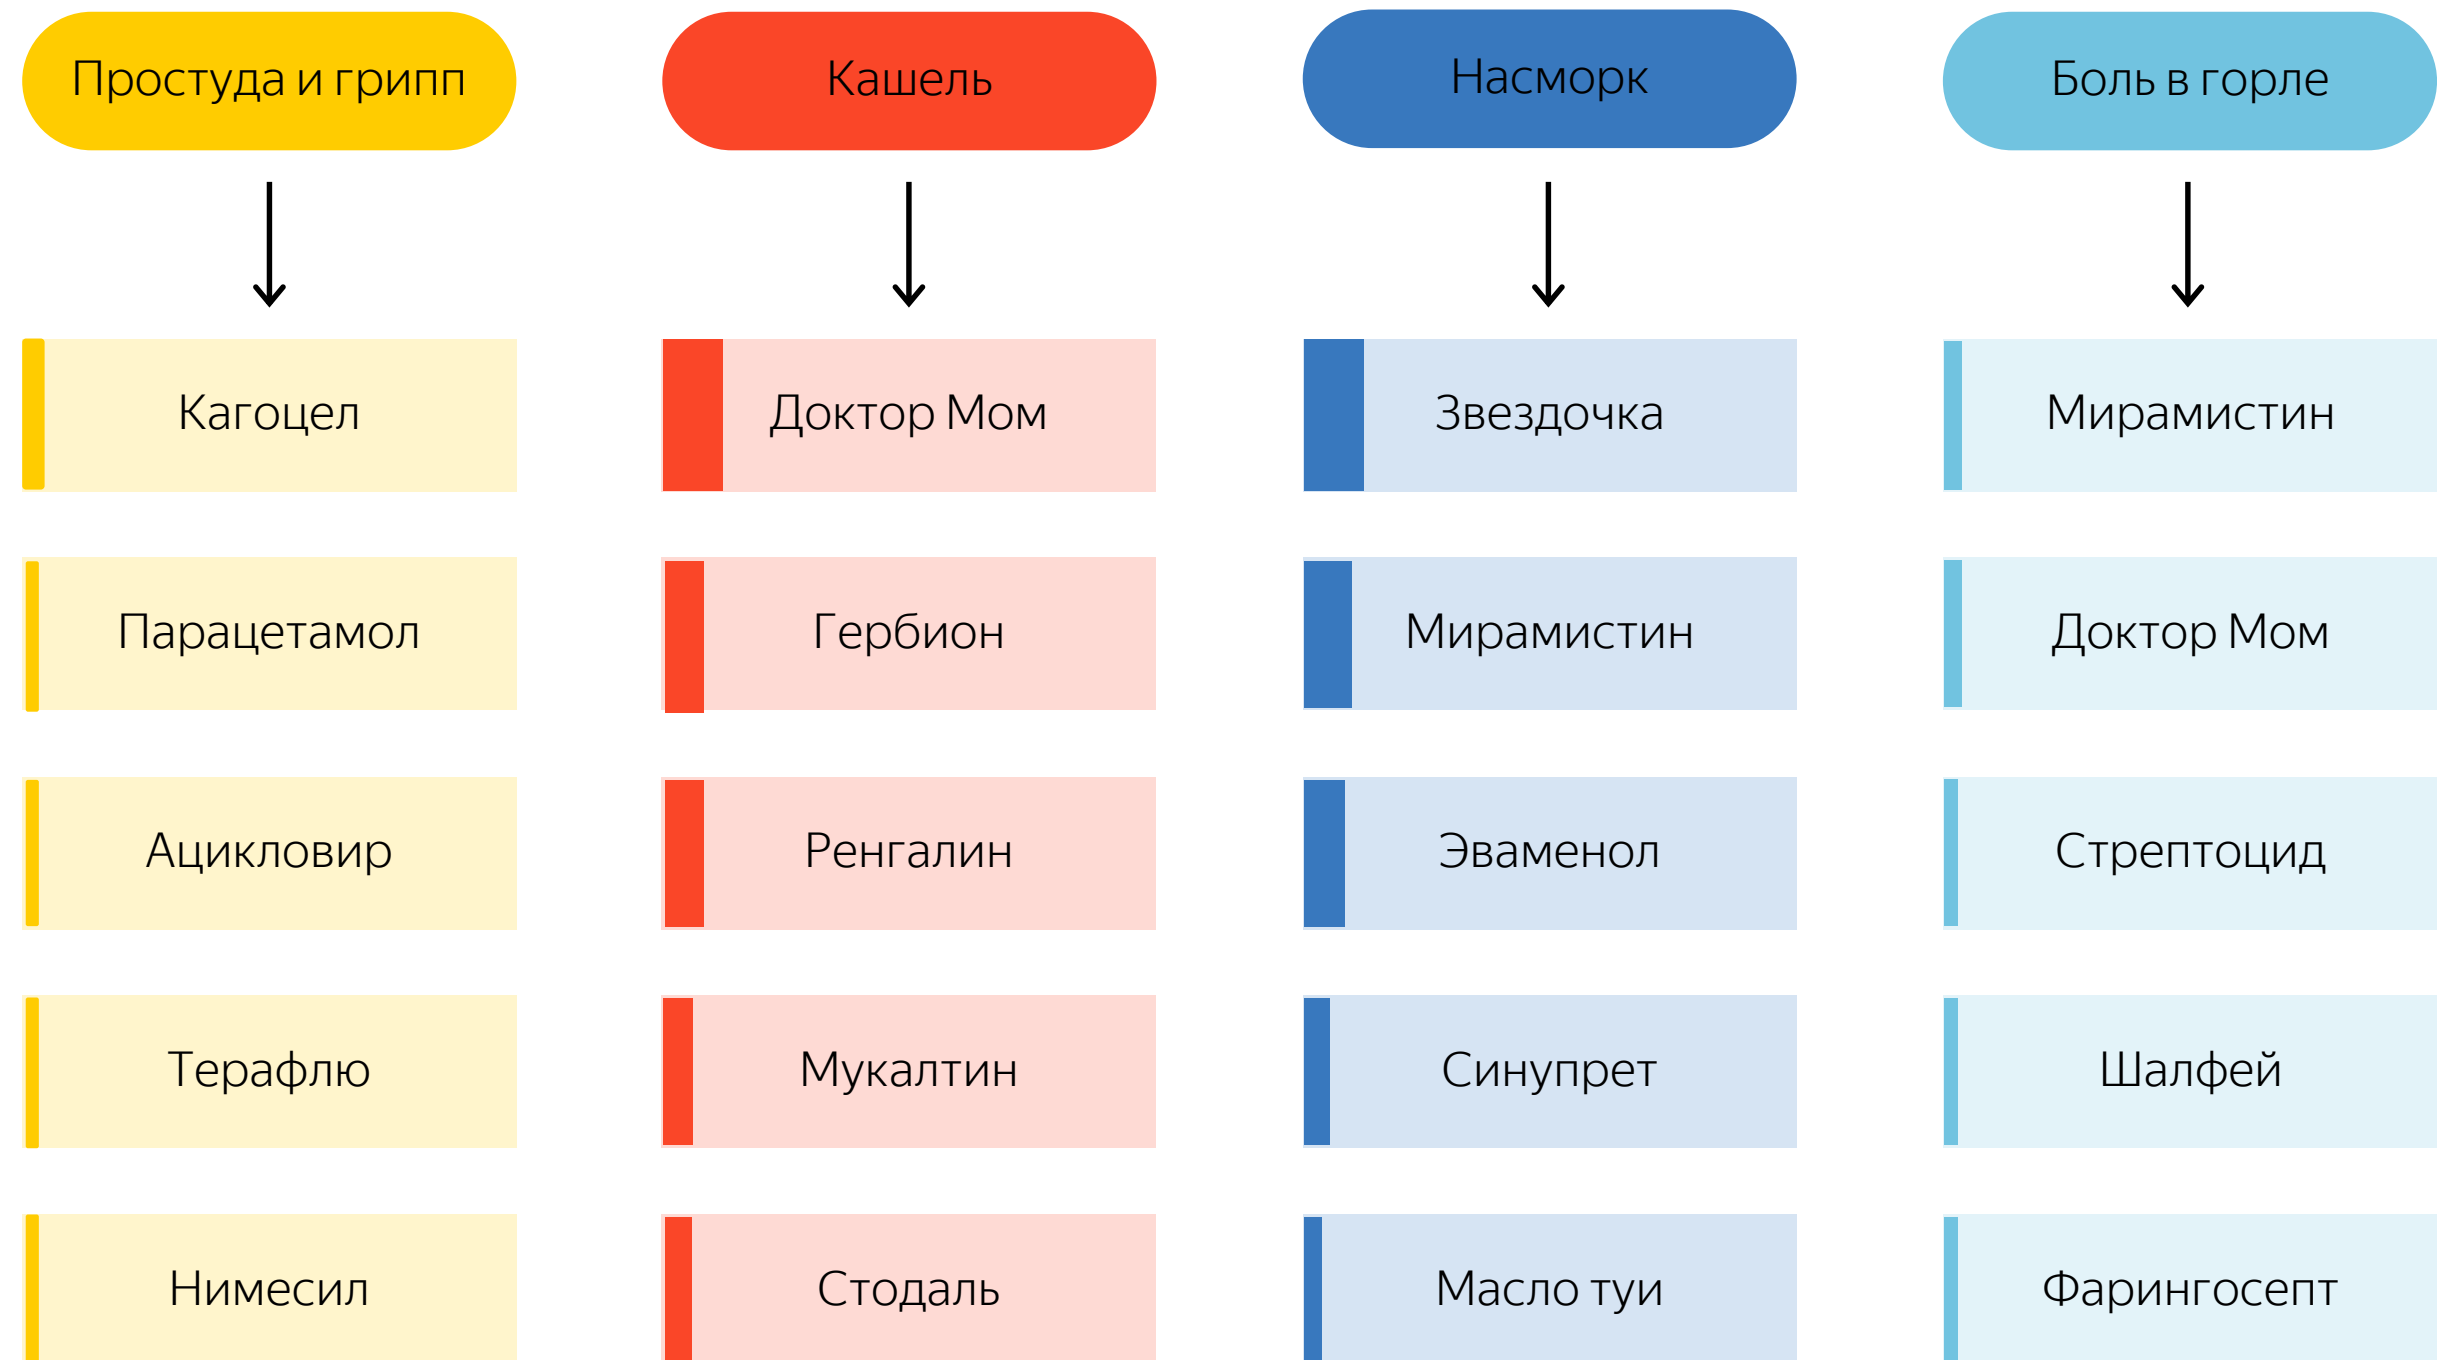 Простуда и грипп
Кашель
Насморк
Боль в горле
Кагоцел
Доктор Мом
Звездочка
Мирамистин
Парацетамол
Гербион
Мирамистин
Доктор Мом
Ацикловир
Ренгалин
Эваменол
Стрептоцид
Терафлю
Мукалтин
Синупрет
Шалфей
Нимесил
Стодаль
Масло туи
Фарингосепт